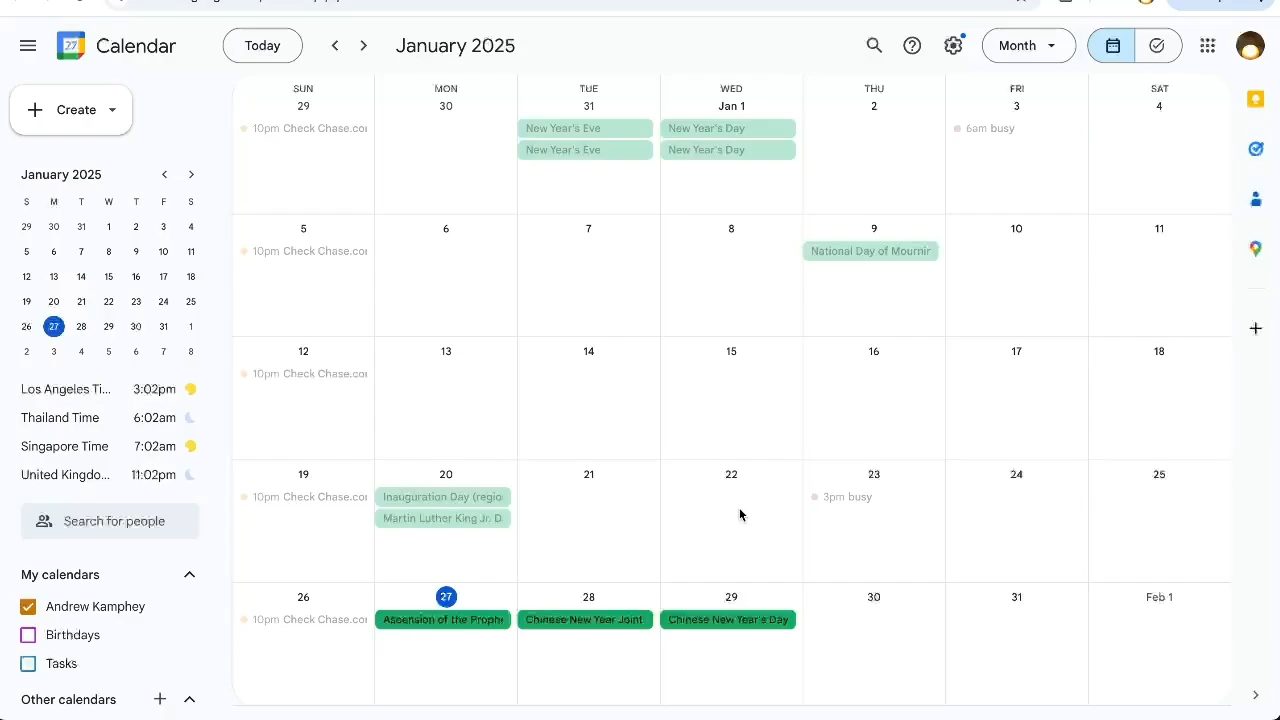 27 Calendar Today January 2025 Month
SUN MON TUE WED THU FRI SAT
29 30 31 Jan 1 2 3 4
10pm Check Chase.co New Year's Eve New Year's Day 6am busy
New Year's Eve New Year's Day
5 6 7 8 9 10 11
10pm Check Chase.co National Day of Mournir
12 13 14 15 16 17 18
10pm Check Chase.co
19 20 21 22 23 24 25
10pm Check Chase.co Inauguration Day (regio 3pm busy
Martin Luther King Jr. D
26 27 28 29 30 31 Feb 1
10pm Check Chase.co Ascension of the Prophe Chinese New Year Joint Chinese New Year's Day
Create
January 2025
S M T W T F S
29 30 31 1 2 3 4
5 6 7 8 9 10 11
12 13 14 15 16 17 18
19 20 21 22 23 24 25
26 27 28 29 30 31 1
2 3 4 5 6 7 8
Los Angeles Ti... 3:02pm
Thailand Time 6:02am
Singapore Time 7:02am
United Kingdo... 11:02pm
Search for people
My calendars
Andrew Kamphey
Birthdays
Tasks
Other calendars